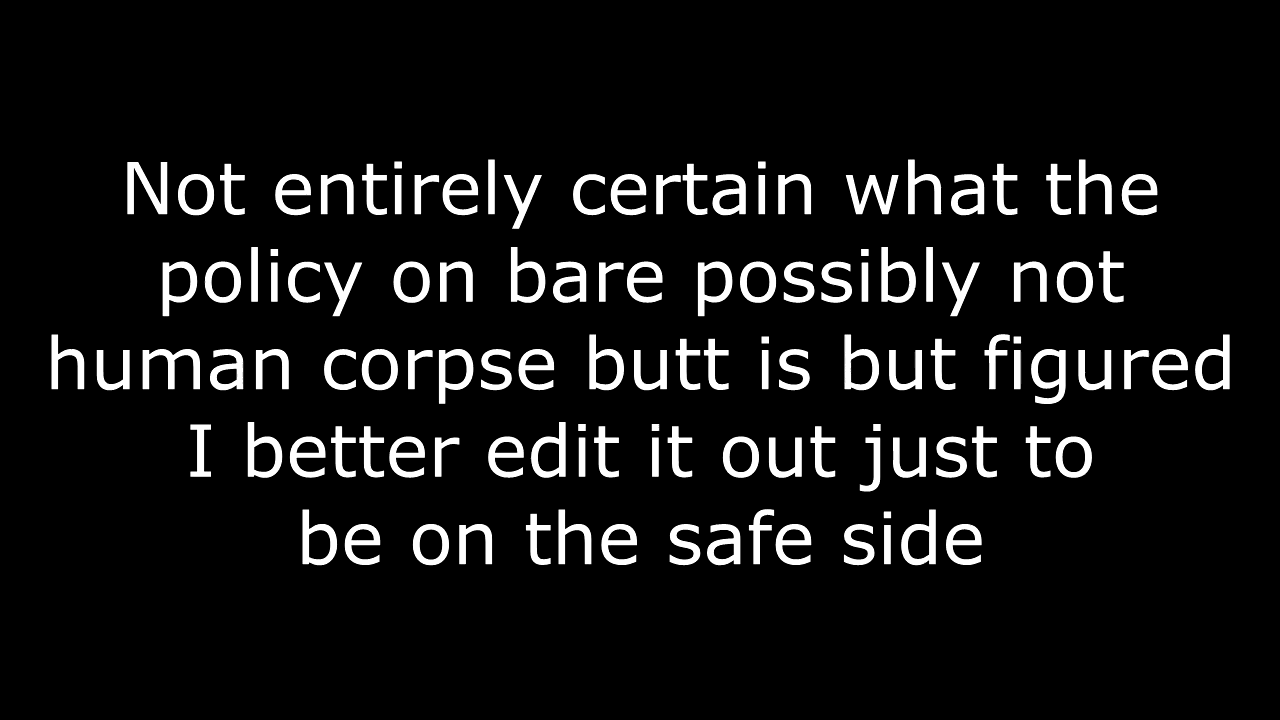 Not entirely certain what the
policy on bare possibly not
human corpse butt is but figured
I better edit it out just to
be on the safe side